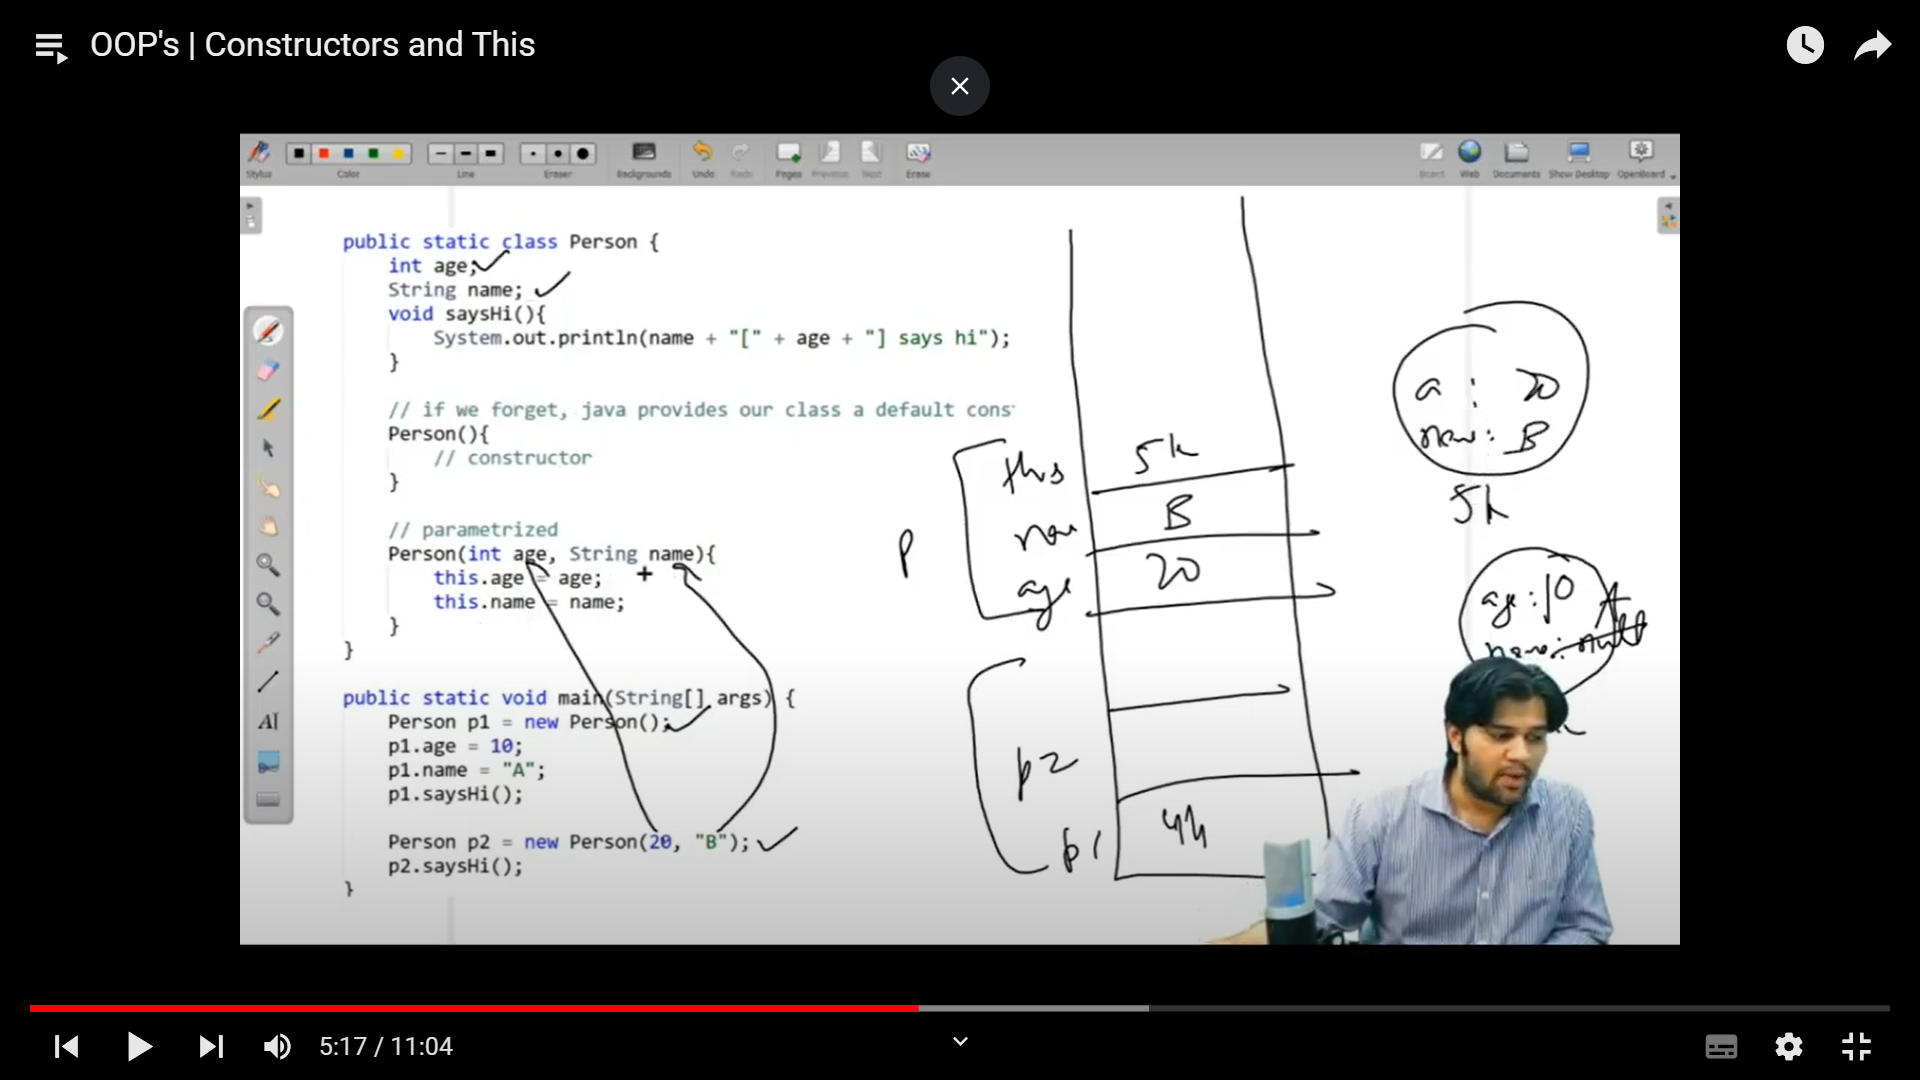 OOP's | Constructors and This
Stylus
Color
Line
Eraser
Backgrounds
Undo
Redo
Pages
Previous
Next
Erase
Board
Web
Documents
Show Desktop
OpenBoard
public static class Person {
int age;
String name;
void saysHi(){
System.out.println(name + "[" + age + "] says hi");
}
// if we forget, java provides our class a default cons
Person(){
// constructor
}
// parametrized
Person(int age, String name){
this.age = age;
this.name = name;
}
}
public static void main(String[] args) {
Person p1 = new Person();
p1.age = 10;
p1.name = "A";
p1.saysHi();
Person p2 = new Person(20, "B");
p2.saysHi();
}
this 5k
B
age 20
P
p2
p1 4k
a : 20
B
5k
age : 10 A
name: null
AI
5:17 / 11:04